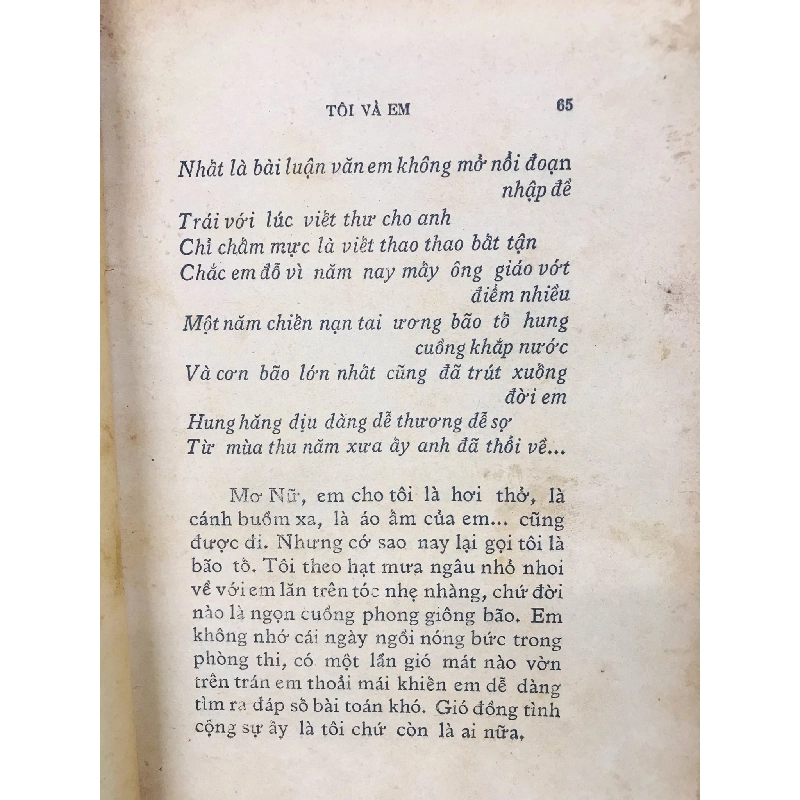 TÔI VÀ EM 65
Nhất là bài luận văn em không mở nổi đoạn
nhập đề
Trái với lúc viết thư cho anh
Chỉ chấm mực là viết thao thao bất tận
Chắc em đỗ vì năm nay mấy ông giáo vớt
điểm nhiều
Một năm chiến nạn tai ương bão tố hung
cuồng khắp nước
Và cơn bão lớn nhất cũng đã trút xuống
đời em
Hung hăng dịu dàng dễ thương dễ sợ
Từ mùa thu năm xưa ấy anh đã thổi về...
Mơ Nữ, em cho tôi là hơi thở, là
cánh buồm xa, là áo ấm của em... cũng
được đi. Nhưng cớ sao nay lại gọi tôi là
bão tố. Tôi theo hạt mưa ngâu nhỏ nhoi
về với em lăn trên tóc nhẹ nhàng, chứ đời
nào là ngọn cuồng phong giông bão. Em
không nhớ cái ngày ngồi nóng bức trong
phòng thi, có một lần gió mát nào vờn
trên trán em thoải mái khiến em dễ dàng
tìm ra đáp số bài toán khó. Gió đồng tình
cộng sự ấy là tôi chứ còn là ai nữa.